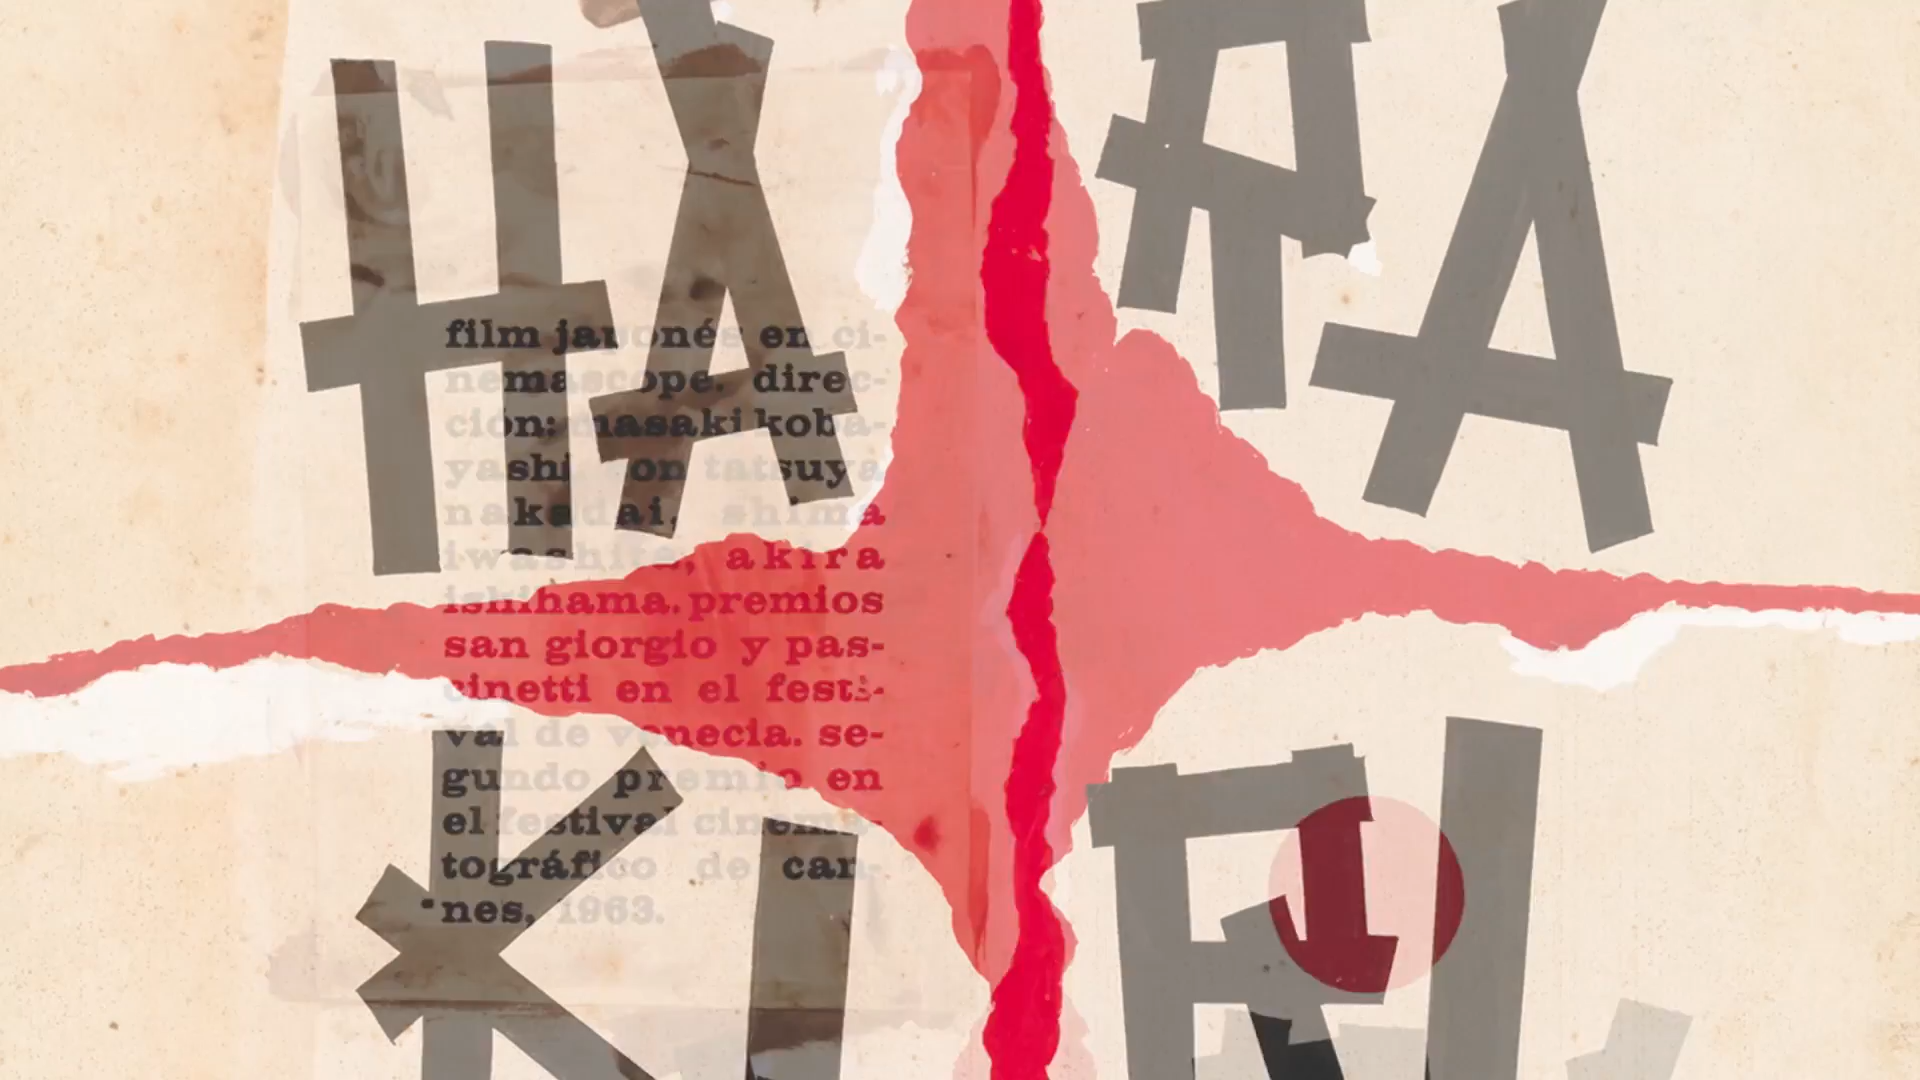 HA RA
film japonés en ci-
nemascope. direc-
ción: masaki koba-
yashi con tatsuya
nakadai, shima
iwashita, akira
ishihama. premios
san giorgio y pas-
cinetti en el festi-
val de venecia. se-
gundo premio en
el festival cinema-
tográfico de can-
nes, 1963.
KI RI